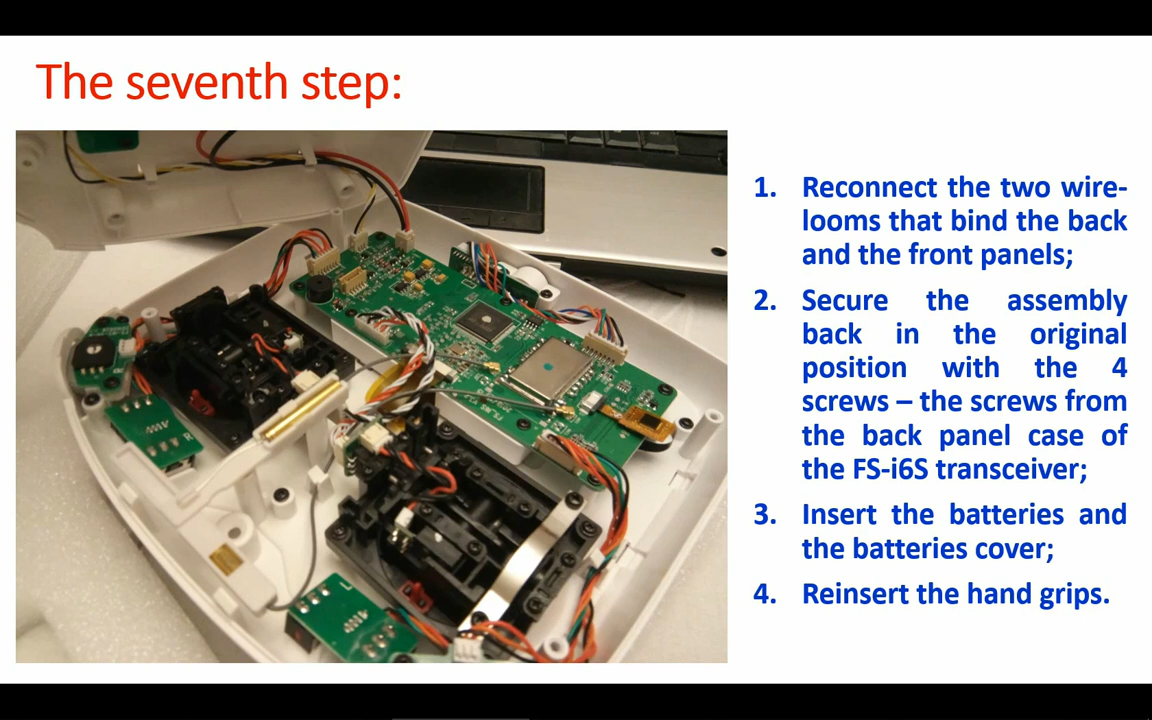 The seventh step:
1. Reconnect the two wire-
looms that bind the back
and the front panels;
2. Secure the assembly
back in the original
position with the 4
screws – the screws from
the back panel case of
the FS-i6S transceiver;
3. Insert the batteries and
the batteries cover;
4. Reinsert the hand grips.